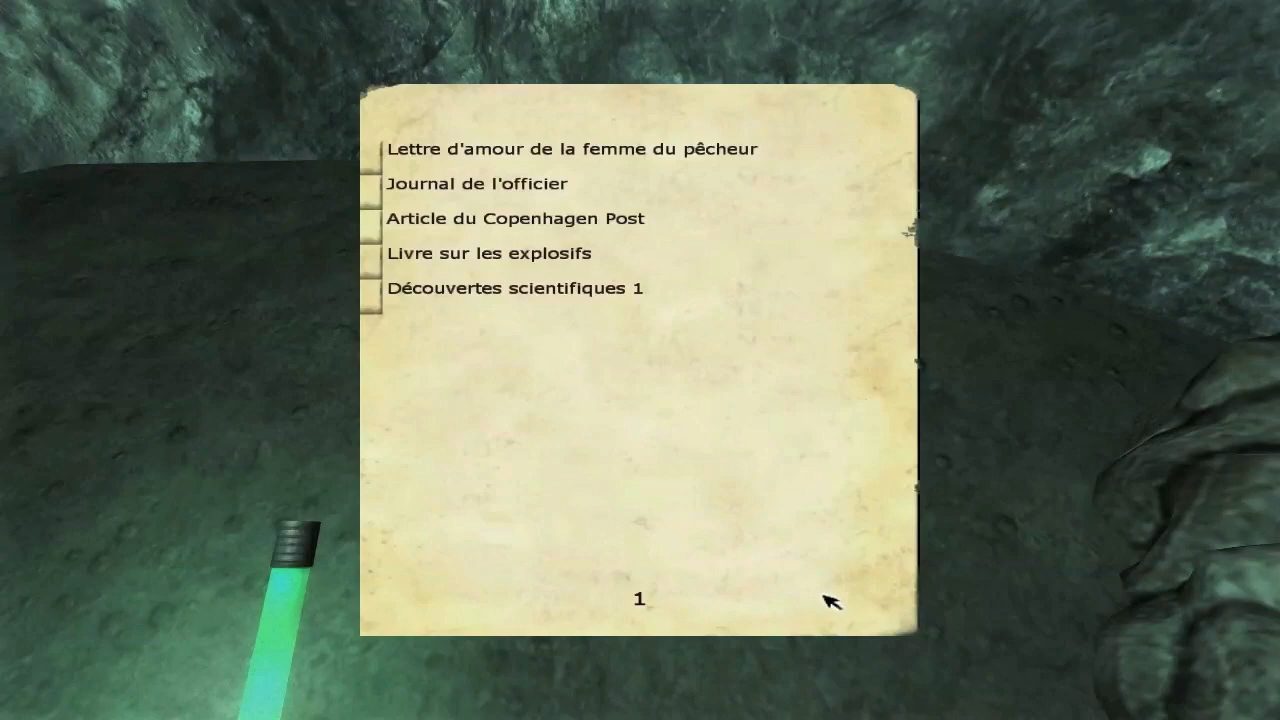 Lettre d'amour de la femme du pêcheur
Journal de l'officier
Article du Copenhagen Post
Livre sur les explosifs
Découvertes scientifiques 1
1